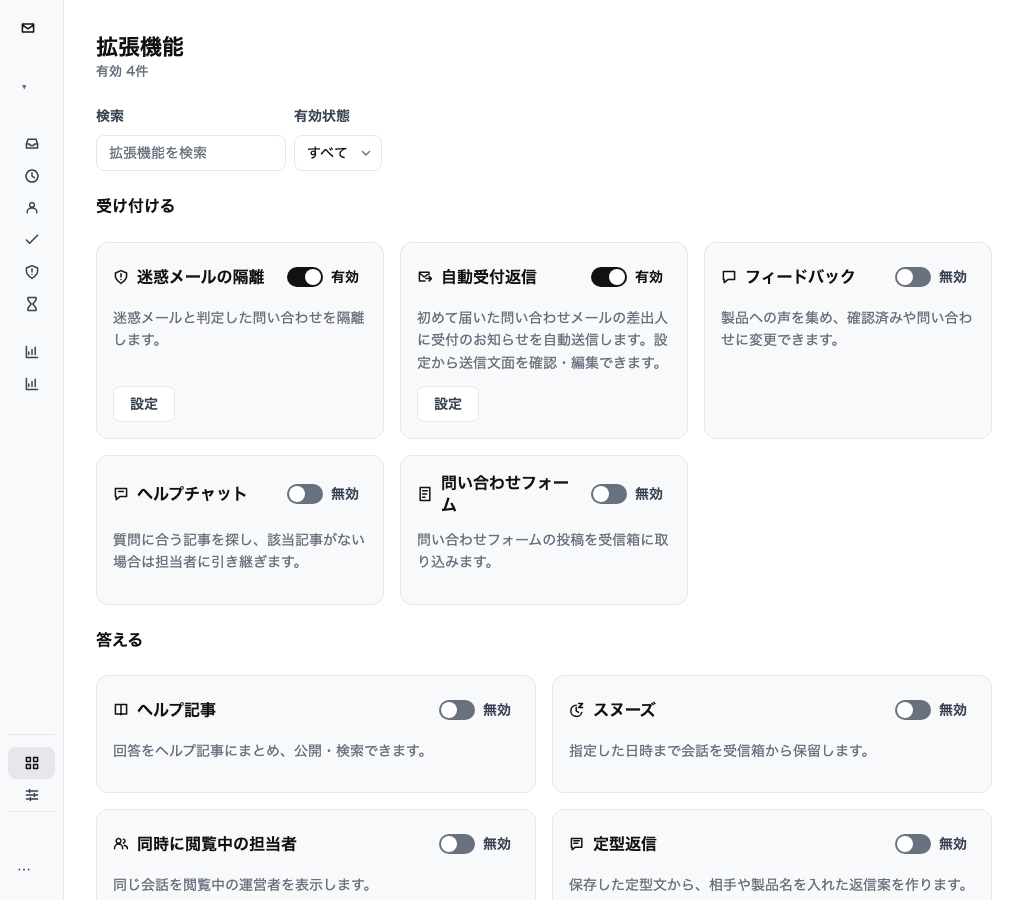 拡張機能
有効 4件
検索
有効状態
拡張機能を検索
すべて
受け付ける
迷惑メールの隔離
有効
迷惑メールと判定した問い合わせを隔離
します。
設定
自動受付返信
有効
初めて届いた問い合わせメールの差出人
に受付のお知らせを自動送信します。設
定から送信文面を確認・編集できます。
設定
フィードバック
無効
製品への声を集め、確認済みや問い合わ
せに変更できます。
ヘルプチャット
無効
質問に合う記事を探し、該当記事がない
場合は担当者に引き継ぎます。
問い合わせフォー
ム
無効
問い合わせフォームの投稿を受信箱に取
り込みます。
答える
ヘルプ記事
無効
回答をヘルプ記事にまとめ、公開・検索できます。
スヌーズ
無効
指定した日時まで会話を受信箱から保留します。
同時に閲覧中の担当者
無効
同じ会話を閲覧中の運営者を表示します。
定型返信
無効
保存した定型文から、相手や製品名を入れた返信案を作ります。